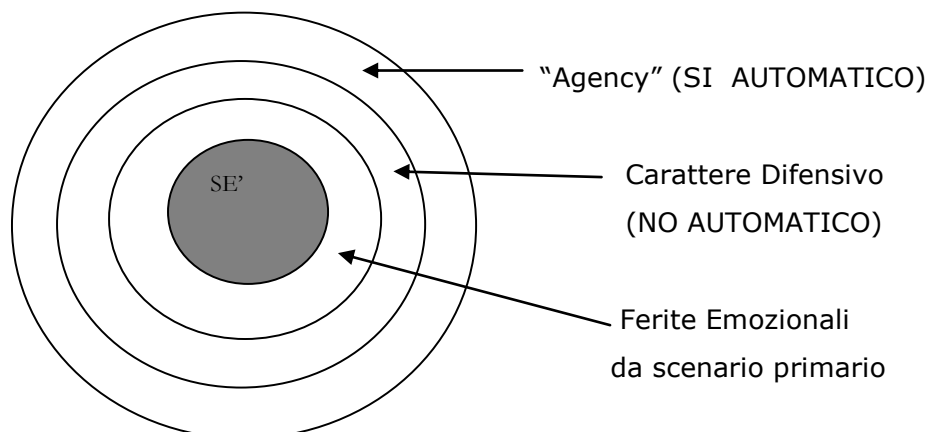 “Agency” (SI AUTOMATICO)
SE’
Carattere Difensivo
(NO AUTOMATICO)
Ferite Emozionali
da scenario primario